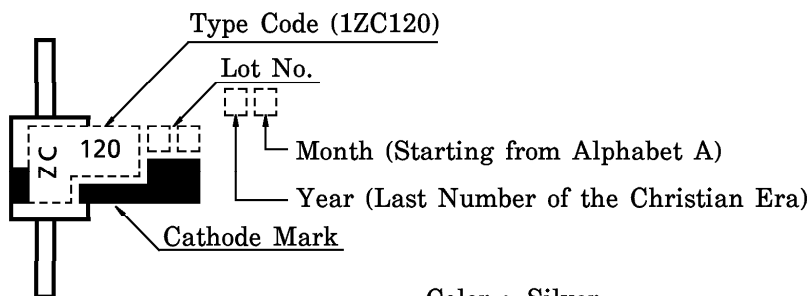 Type Code (1ZC120)
Lot No.
ZC 120
Month (Starting from Alphabet A)
Year (Last Number of the Christian Era)
Cathode Mark
Color : Silver